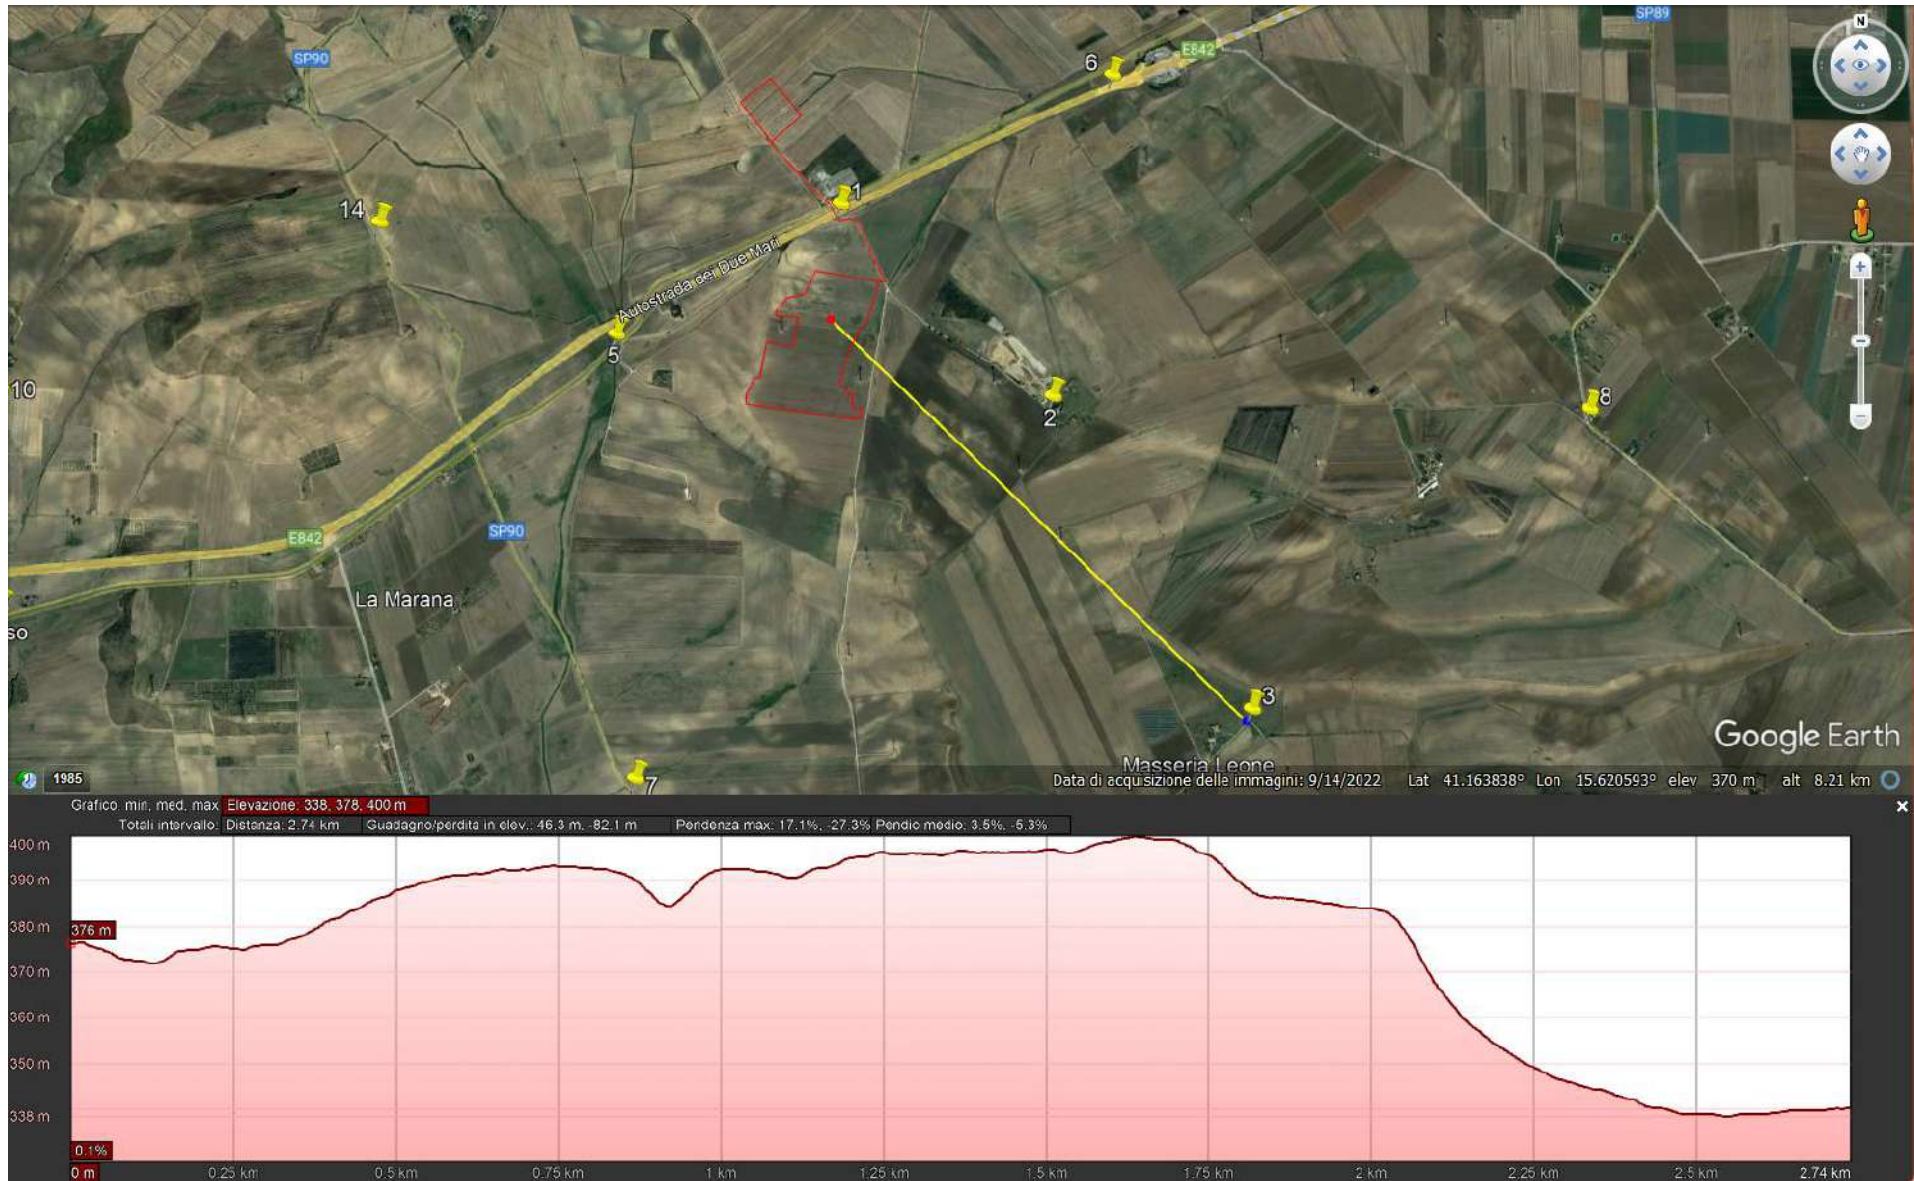 SP90
SP89
N
E842
6
1
14
Autostrada dei Due Mari
5
10
2
8
E842
SP90
La Marana
so
3
Google Earth
Masseria Leone
7
1985
Data di acquisizione delle immagini: 9/14/2022 Lat 41.163838° Lon 15.620593° elev 370 m alt 8.21 km
Grafico: min, med, max Elevazione: 338, 378, 400 m
Totali intervallo: Distanza: 2.74 km Guadagno/perdita in elev.: 46.3 m, -82.1 m Pendenza max: 17.1%, -27.3% Pendio medio: 3.5%, -5.3%
400 m
390 m
380 m
376 m
370 m
360 m
350 m
338 m
0.1%
0 m 0.25 km 0.5 km 0.75 km 1 km 1.25 km 1.5 km 1.75 km 2 km 2.25 km 2.5 km 2.74 km